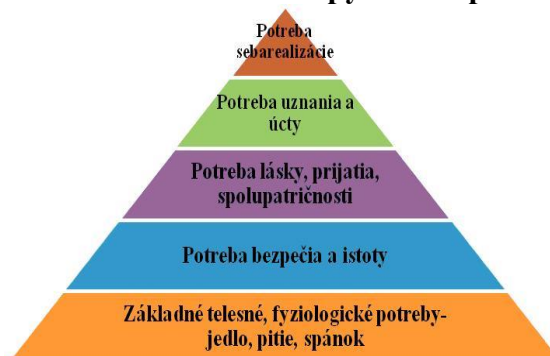 Potreba
sebarealizácie
Potreba uznania a
úcty
Potreba lásky, prijatia,
spolupatričnosti
Potreba bezpečia a istoty
Základné telesné, fyziologické potreby-
jedlo, pitie, spánok